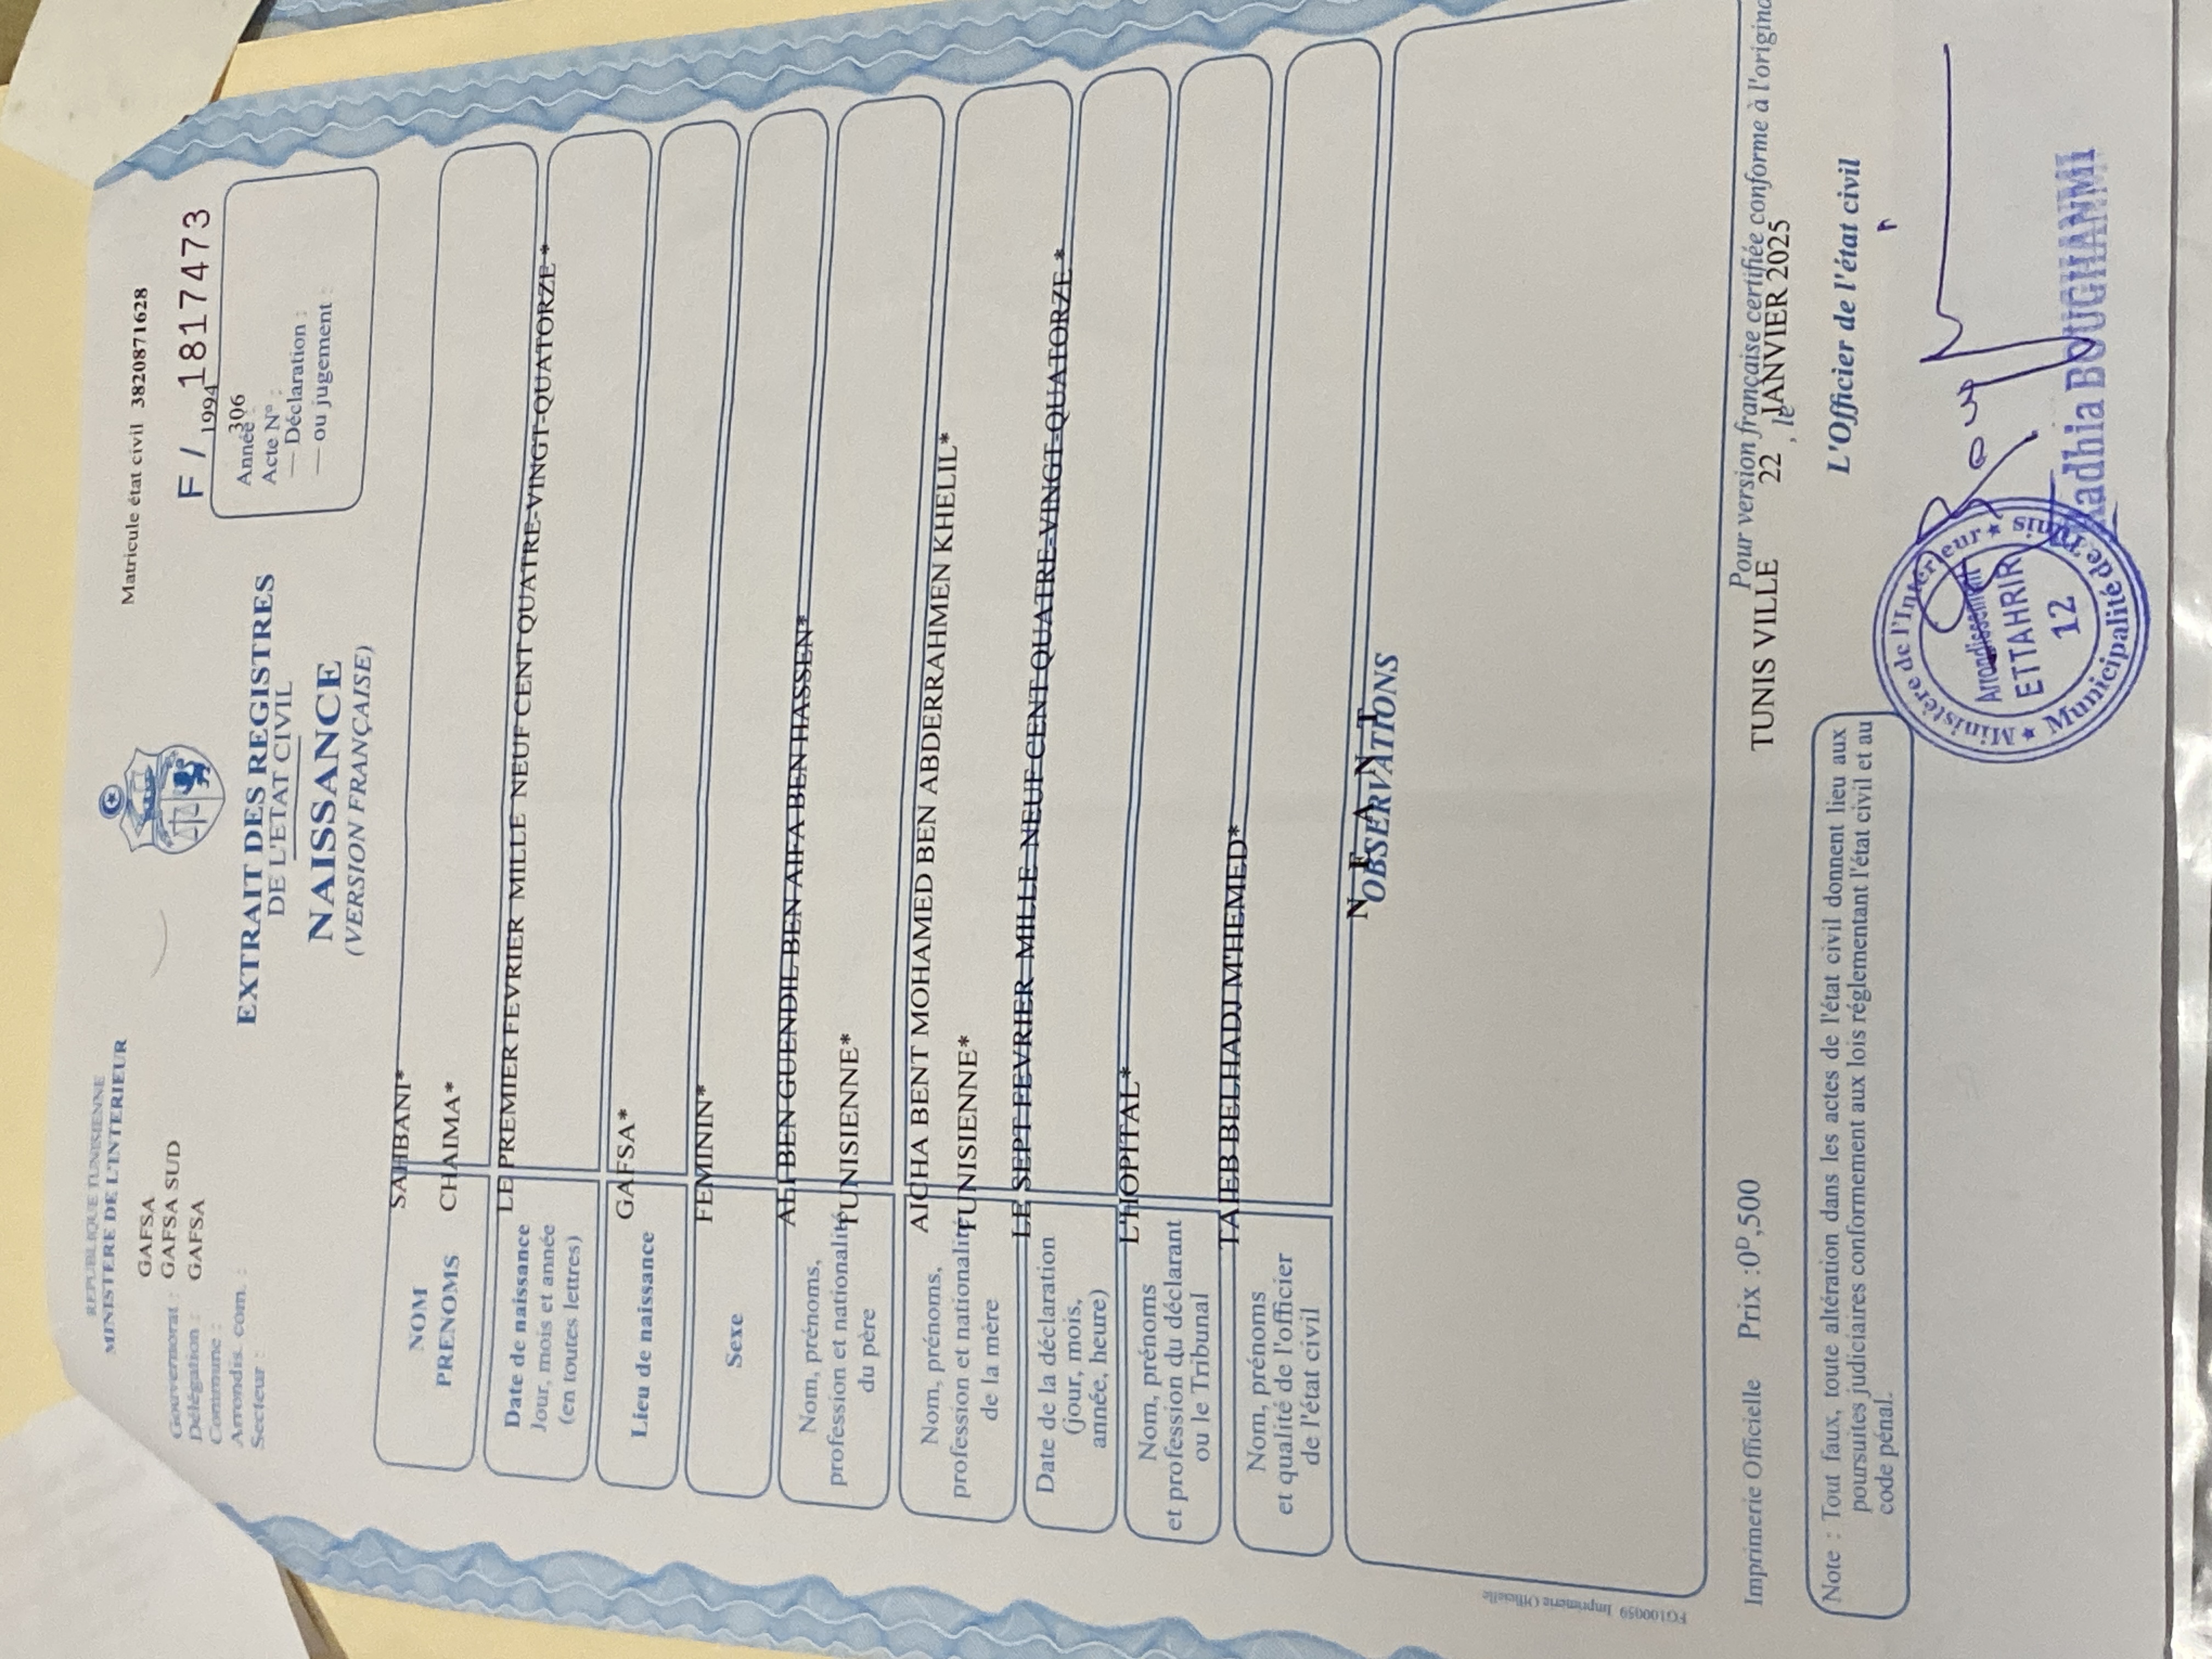 REPUBLIQUE TUNISIENNE
MINISTERE DE L'INTERIEUR
Gouvernorat : GAFSA
Délégation : GAFSA SUD
Commune : GAFSA
Arrondis. com. :
Secteur :
Matricule état civil 3820871628
F / 1817473
1994
Année : 306
Acte N° :
— Déclaration :
— ou jugement :
EXTRAIT DES REGISTRES
DE L'ETAT CIVIL
NAISSANCE
(VERSION FRANÇAISE)
NOM SAHBANI*
PRENOMS CHAIMA*
Date de naissance LE PREMIER FEVRIER MILLE NEUF CENT QUATRE-VINGT-QUATORZE *
Jour, mois et année
(en toutes lettres)
Lieu de naissance GAFSA*
Sexe FEMININ*
Nom, prénoms, ALI BEN GUENDIL BEN AIFA BEN HASSEN*
profession et nationalité TUNISIENNE*
du père
Nom, prénoms, AICHA BENT MOHAMED BEN ABDERRAHMEN KHELIL*
profession et nationalité TUNISIENNE*
de la mère
Date de la déclaration LE SEPT FEVRIER MILLE NEUF CENT QUATRE-VINGT-QUATORZE *
(jour, mois,
année, heure)
Nom, prénoms L'HOPITAL*
et profession du déclarant
ou le Tribunal
Nom, prénoms TAIEB BELHADJ M'HEMED*
et qualité de l'officier
de l'état civil
N E A N T
OBSERVATIONS
FG100059 Imprimerie Officielle
Imprimerie Officielle Prix :0ᴰ,500
Pour version française certifiée conforme à l'origina
TUNIS VILLE 22 , le JANVIER 2025
L'Officier de l'état civil
Note : Tout faux, toute altération dans les actes de l'état civil donnent lieu aux
poursuites judiciaires conformement aux lois réglementant l'état civil et au
code pénal.
★ Ministère de l'Intérieur ★
Municipalité de Tunis
Arrondissement
ETTAHRIR
12
BOUGHANMI